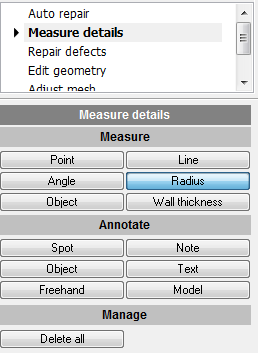 Auto repair
Measure details
Repair defects
Edit geometry
Adjust mesh
Measure details
Measure
Point Line
Angle Radius
Object Wall thickness
Annotate
Spot Note
Object Text
Freehand Model
Manage
Delete all